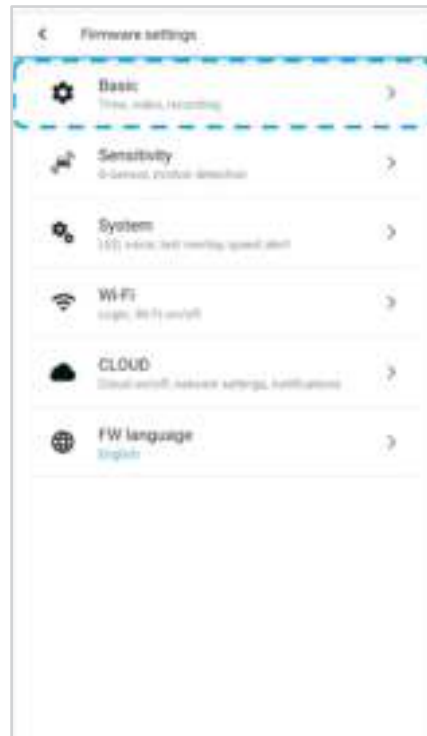 Firmware settings
Basic
Time, video, recording
Sensitivity
G-sensor, motion detection
System
LED, voice, text overlay, speed alert
Wi-Fi
Login, Wi-Fi on/off
CLOUD
Cloud on/off, network settings, notifications
FW language
English